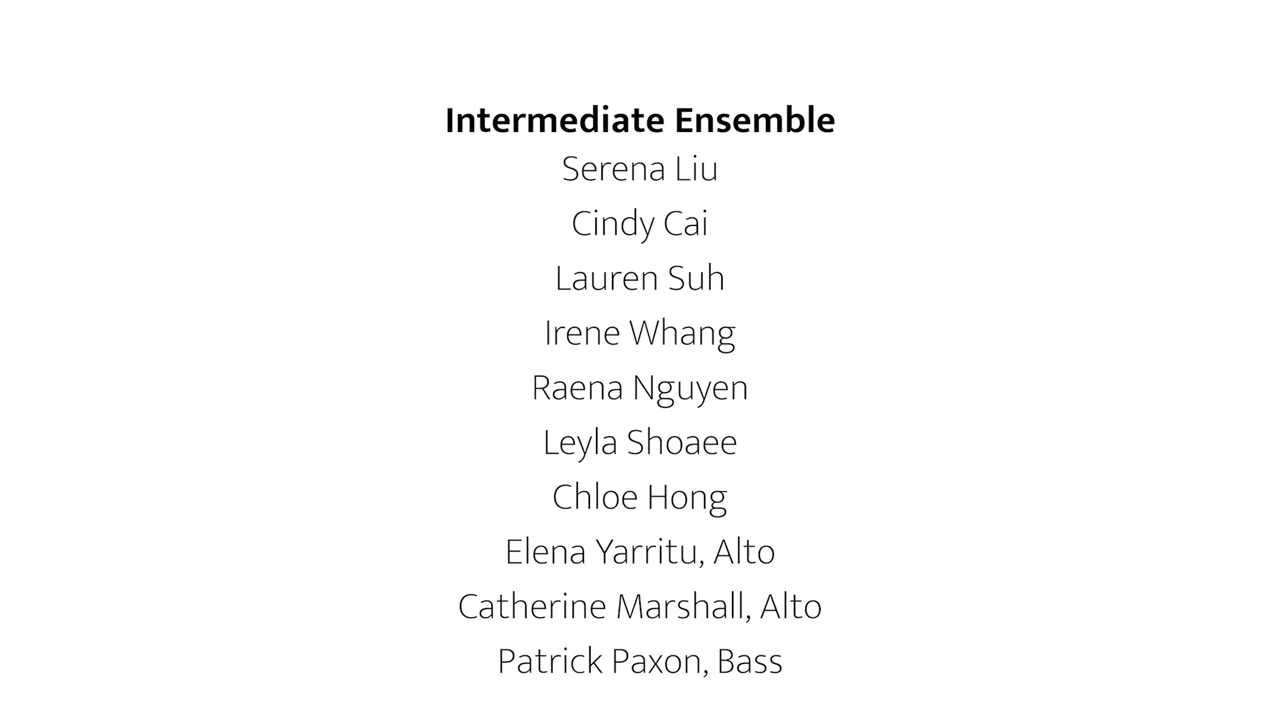 Intermediate Ensemble
Serena Liu
Cindy Cai
Lauren Suh
Irene Whang
Raena Nguyen
Leyla Shoaee
Chloe Hong
Elena Yarritu, Alto
Catherine Marshall, Alto
Patrick Paxon, Bass